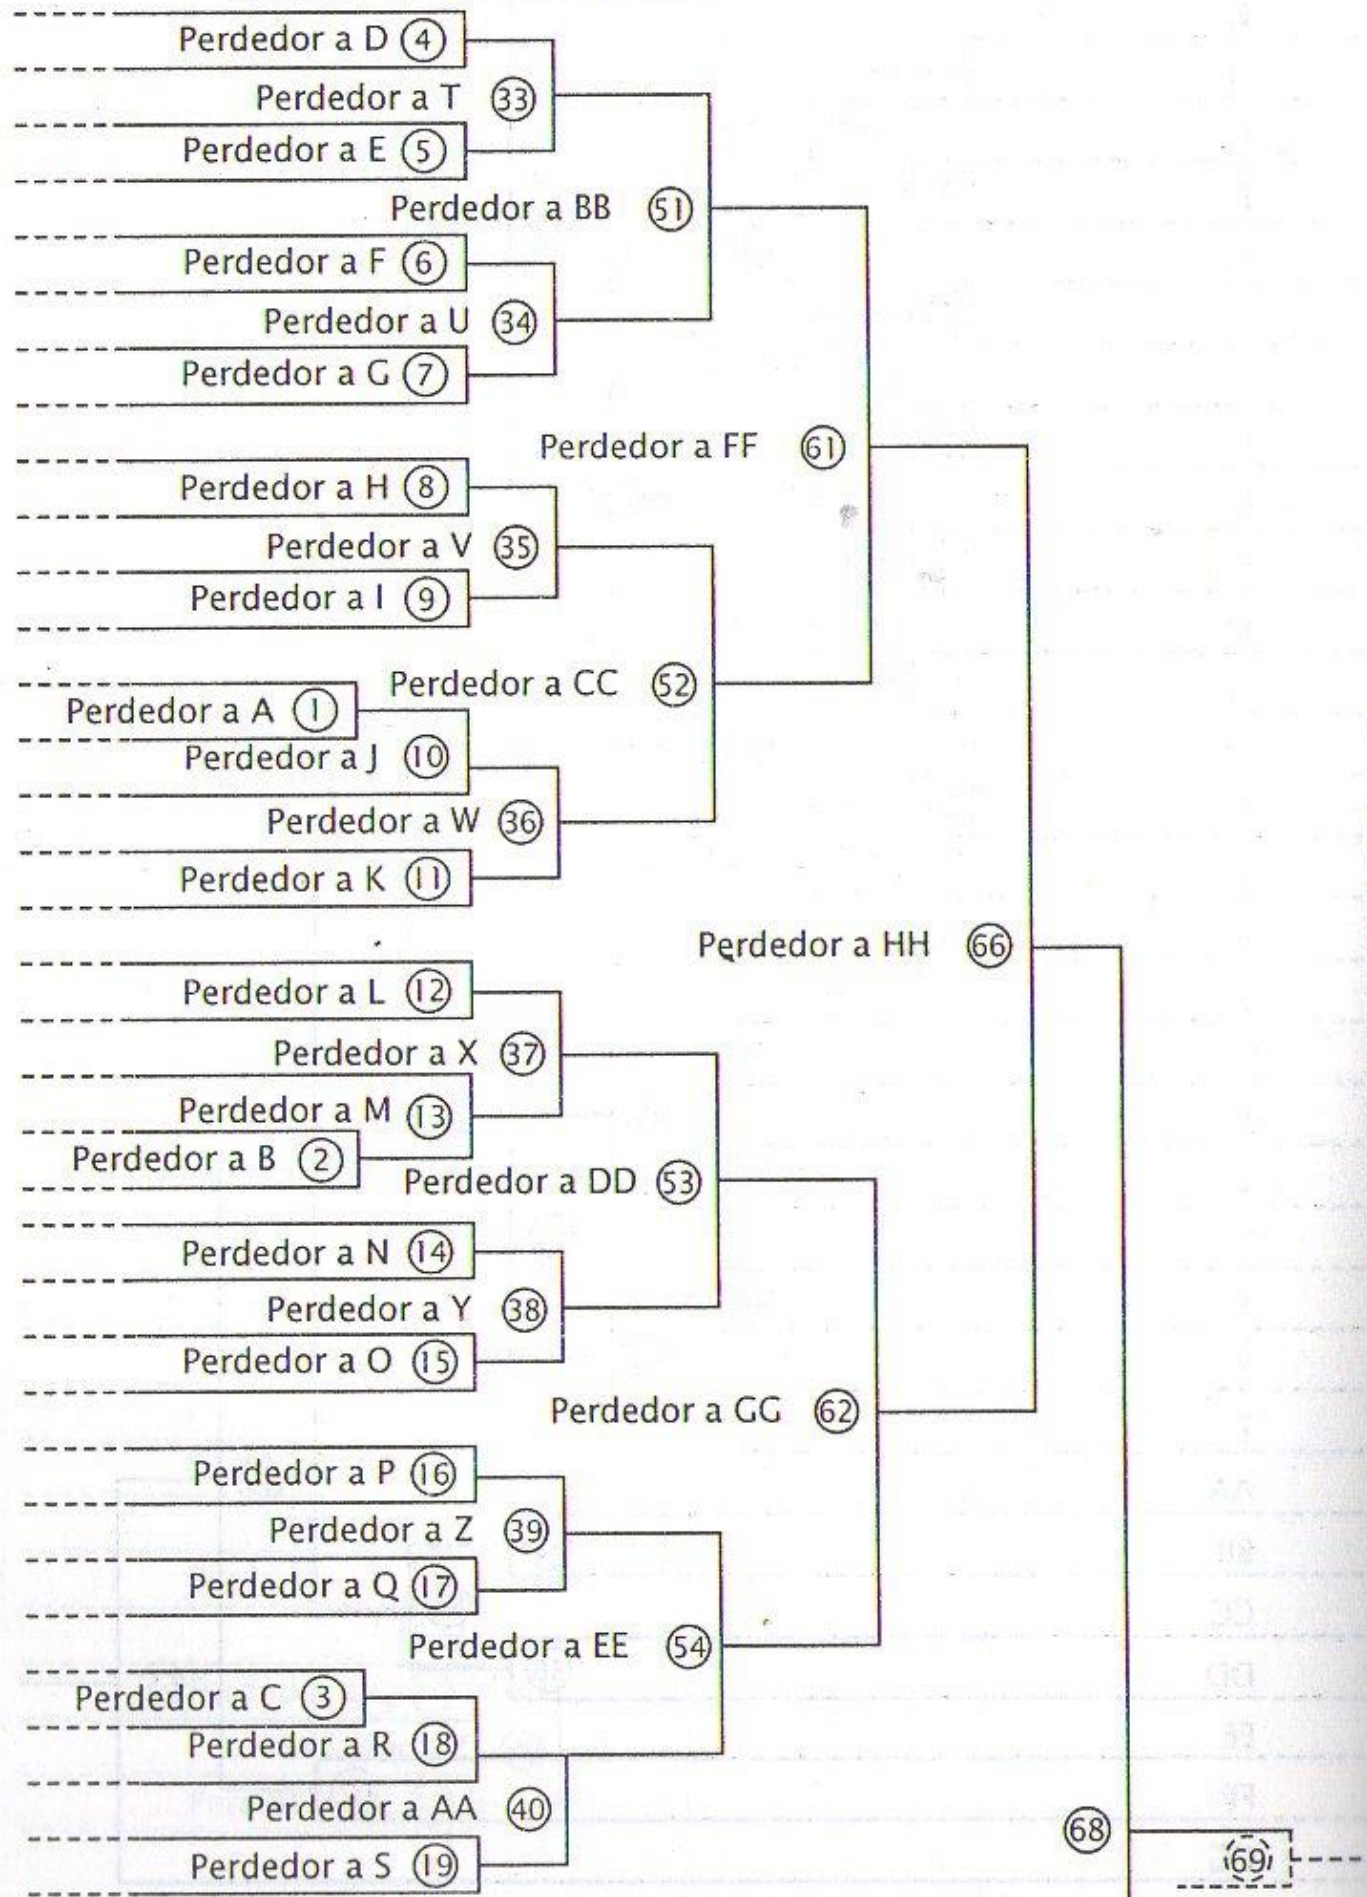 Perdedor a D 4
Perdedor a T 33
Perdedor a E 5
Perdedor a BB 51
Perdedor a F 6
Perdedor a U 34
Perdedor a G 7
Perdedor a FF 61
Perdedor a H 8
Perdedor a V 35
Perdedor a I 9
Perdedor a CC 52
Perdedor a A 1
Perdedor a J 10
Perdedor a W 36
Perdedor a K 11
Perdedor a HH 66
Perdedor a L 12
Perdedor a X 37
Perdedor a M 13
Perdedor a B 2
Perdedor a DD 53
Perdedor a N 14
Perdedor a Y 38
Perdedor a O 15
Perdedor a GG 62
Perdedor a P 16
Perdedor a Z 39
Perdedor a Q 17
Perdedor a EE 54
Perdedor a C 3
Perdedor a R 18
Perdedor a AA 40
68
69
Perdedor a S 19